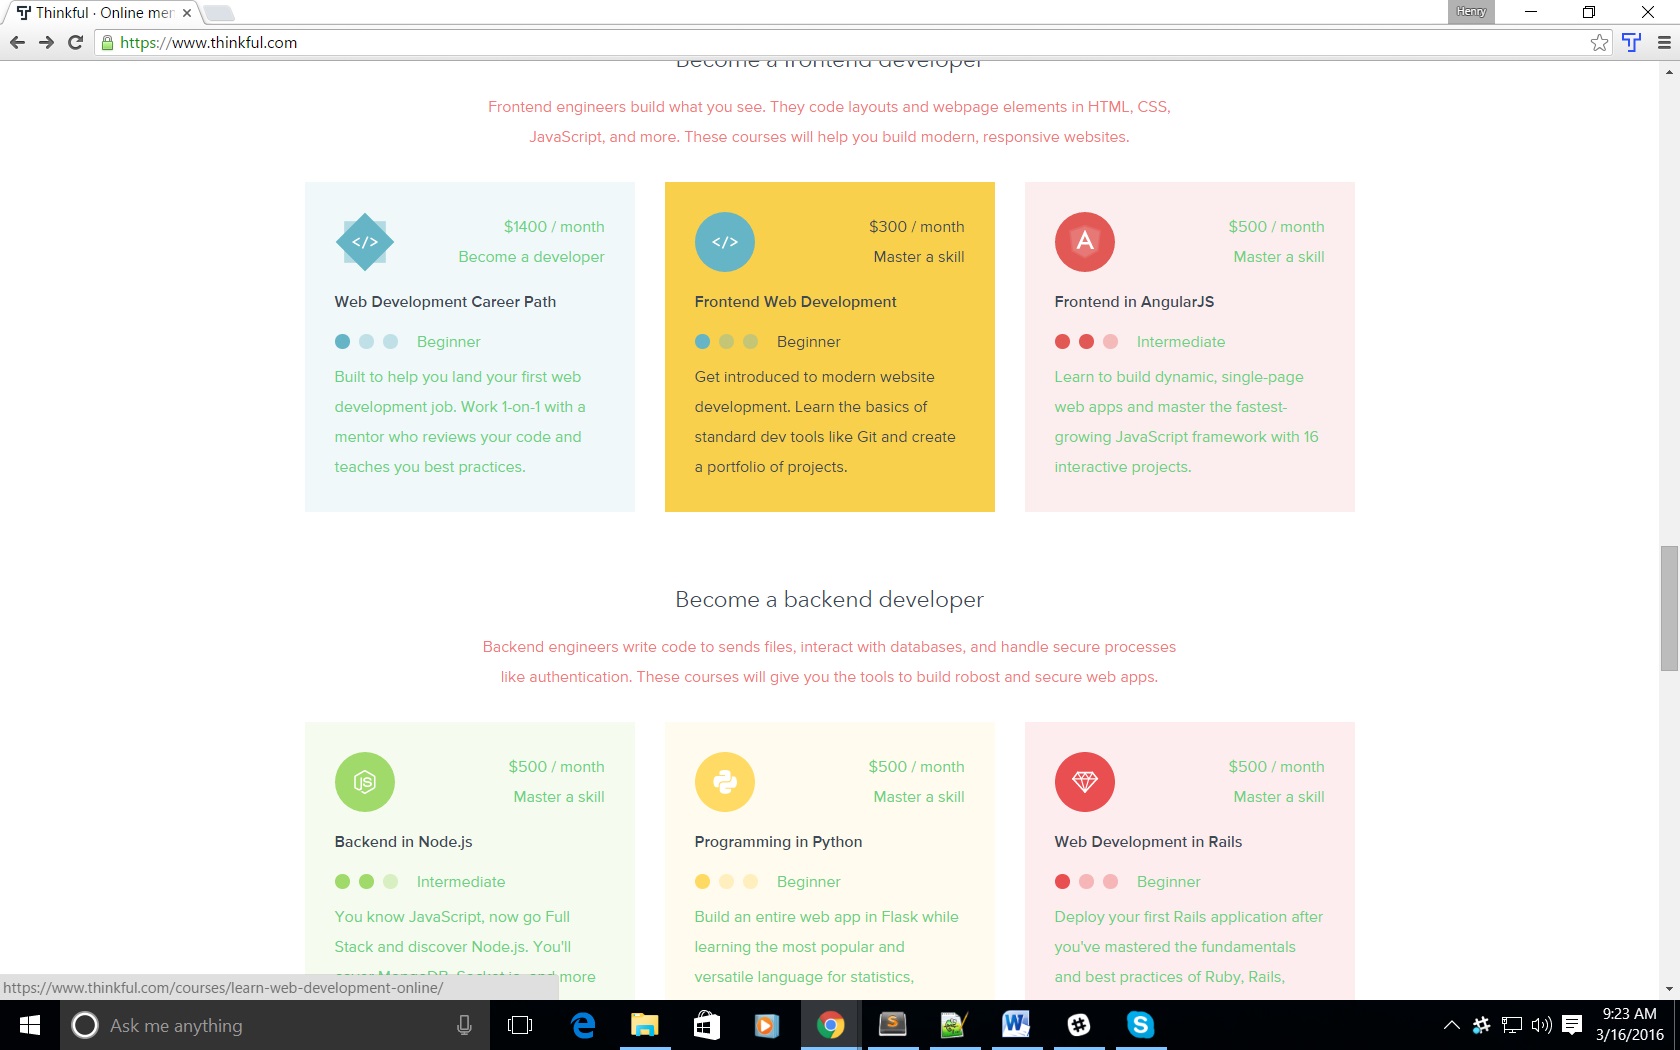 Thinkful · Online mer
Henry
https://www.thinkful.com
Become a frontend developer
Frontend engineers build what you see. They code layouts and webpage elements in HTML, CSS,
JavaScript, and more. These courses will help you build modern, responsive websites.
</>
$1400 / month
Become a developer
Web Development Career Path
Beginner
Built to help you land your first web
development job. Work 1-on-1 with a
mentor who reviews your code and
teaches you best practices.
</>
$300 / month
Master a skill
Frontend Web Development
Beginner
Get introduced to modern website
development. Learn the basics of
standard dev tools like Git and create
a portfolio of projects.
A
$500 / month
Master a skill
Frontend in AngularJS
Intermediate
Learn to build dynamic, single-page
web apps and master the fastest-
growing JavaScript framework with 16
interactive projects.
Become a backend developer
Backend engineers write code to sends files, interact with databases, and handle secure processes
like authentication. These courses will give you the tools to build robost and secure web apps.
JS
$500 / month
Master a skill
Backend in Node.js
Intermediate
You know JavaScript, now go Full
Stack and discover Node.js. You'll
cover MongoDB, Socket.io, and more
$500 / month
Master a skill
Programming in Python
Beginner
Build an entire web app in Flask while
learning the most popular and
versatile language for statistics,
$500 / month
Master a skill
Web Development in Rails
Beginner
Deploy your first Rails application after
you've mastered the fundamentals
and best practices of Ruby, Rails,
https://www.thinkful.com/courses/learn-web-development-online/
Ask me anything
9:23 AM
3/16/2016